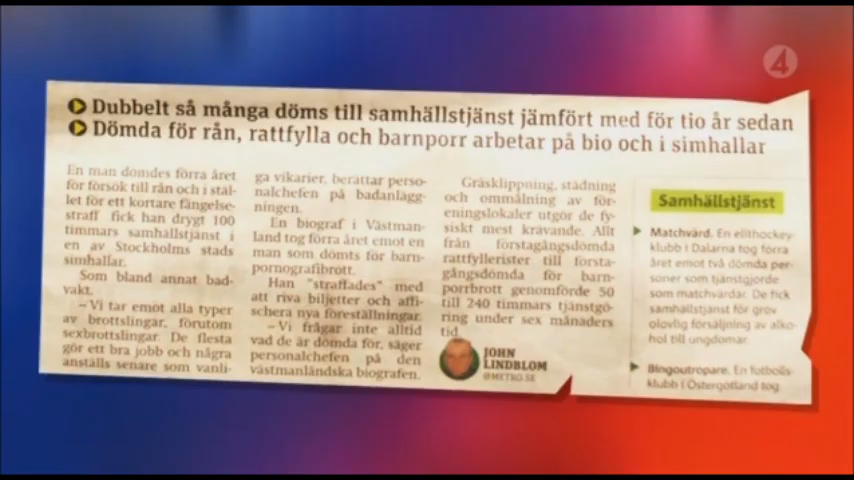 4
Dubbelt så många döms till samhällstjänst jämfört med för tio år sedan
Dömda för rån, rattfylla och barnporr arbetar på bio och i simhallar
En man dömdes förra året
för försök till rån och i stäl-
let för ett kortare fängelse-
straff fick han drygt 100
timmars samhällstjänst i
en av Stockholms stads
simhallar.
Som bland annat bad-
vakt.
– Vi tar emot alla typer
av brottslingar, förutom
sexbrottslingar. De flesta
gör ett bra jobb och några
anställs senare som vanli-
ga vikarier, berättar perso-
nalchefen på badanlägg-
ningen.
En biograf i Västman-
land tog förra året emot en
man som dömts för barn-
pornografibrott.
Han "straffades" med
att riva biljetter och affi-
schera nya föreställningar.
– Vi frågar inte alltid
vad de är dömda för, säger
personalchefen på den
västmanländska biografen.
Gräsklippning, städning
och ommålning av för-
eningslokaler utgör de fy-
siskt mest krävande. Allt
från förstagångsdömda
rattfyllerister till första-
gångsdömda för barn-
porrbrott genomförde 50
till 240 timmars tjänstgö-
ring under sex månaders
tid.
JOHN
LINDBLOM
@METRO.SE
Samhällstjänst
Matchvärd. En elithockey-
klubb i Dalarna tog förra
året emot två dömda per-
soner som tjänstgjorde
som matchvärdar. De fick
samhällstjänst för grov
olovlig försäljning av alko-
hol till ungdomar.
Bingoutropare. En fotbolls-
klubb i Östergötland tog